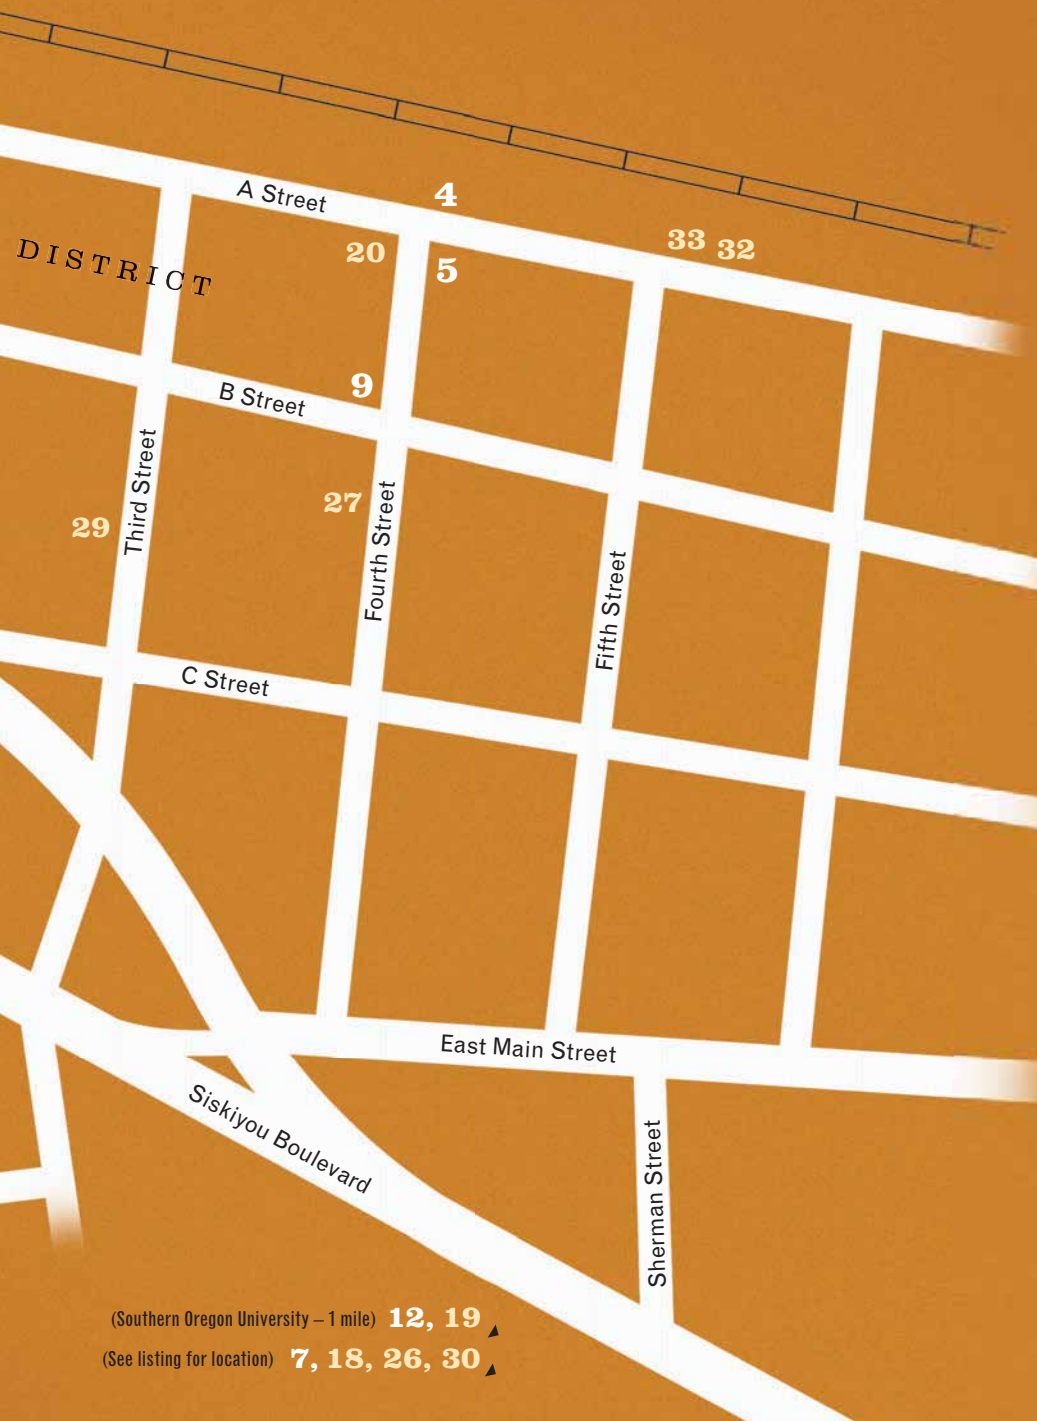 A Street
4
33 32
20
5
DISTRICT
9
B Street
Third Street
27
29
Fourth Street
Fifth Street
C Street
East Main Street
Siskiyou Boulevard
Sherman Street
(Southern Oregon University – 1 mile) 12, 19
(See listing for location) 7, 18, 26, 30